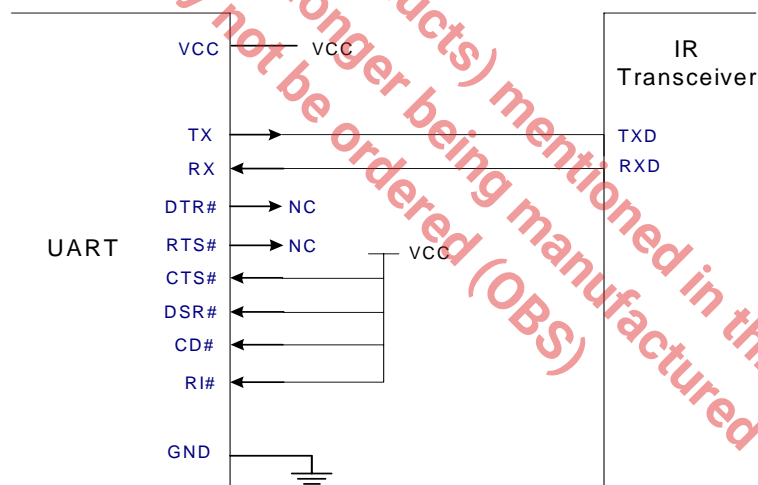 VCC VCC
IR
Transceiver
TX TXD
RX RXD
DTR# NC
UART RTS# NC
VCC
CTS#
DSR#
CD#
RI#
GND
ducts) mentioned in th
longer being manufactured
y not be ordered (OBS)